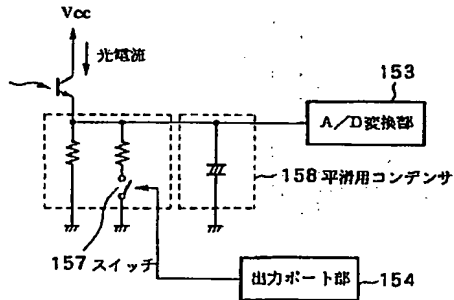 Vcc
光電流
153
A/D変換部
158 平滑用コンデンサ
157 スイッチ
出力ポート部
154